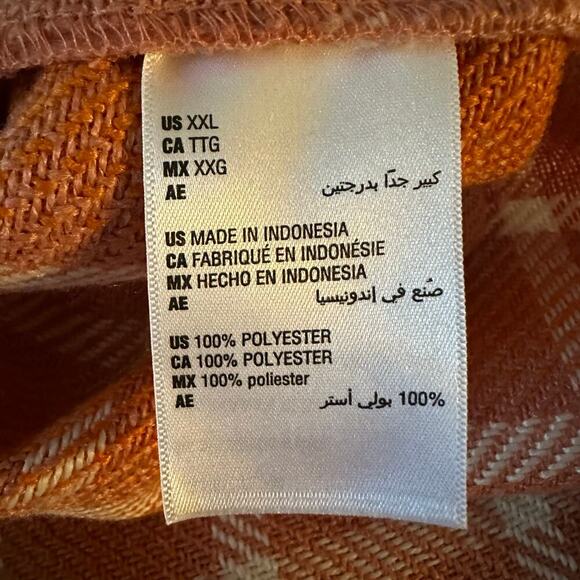 US XXL
CA TTG
MX XXG
AE كبير جدًا بدرجتين
US MADE IN INDONESIA
CA FABRIQUÉ EN INDONÉSIE
MX HECHO EN INDONESIA
AE صُنع في إندونيسيا
US 100% POLYESTER
CA 100% POLYESTER
MX 100% poliester
AE 100% بولي أستر